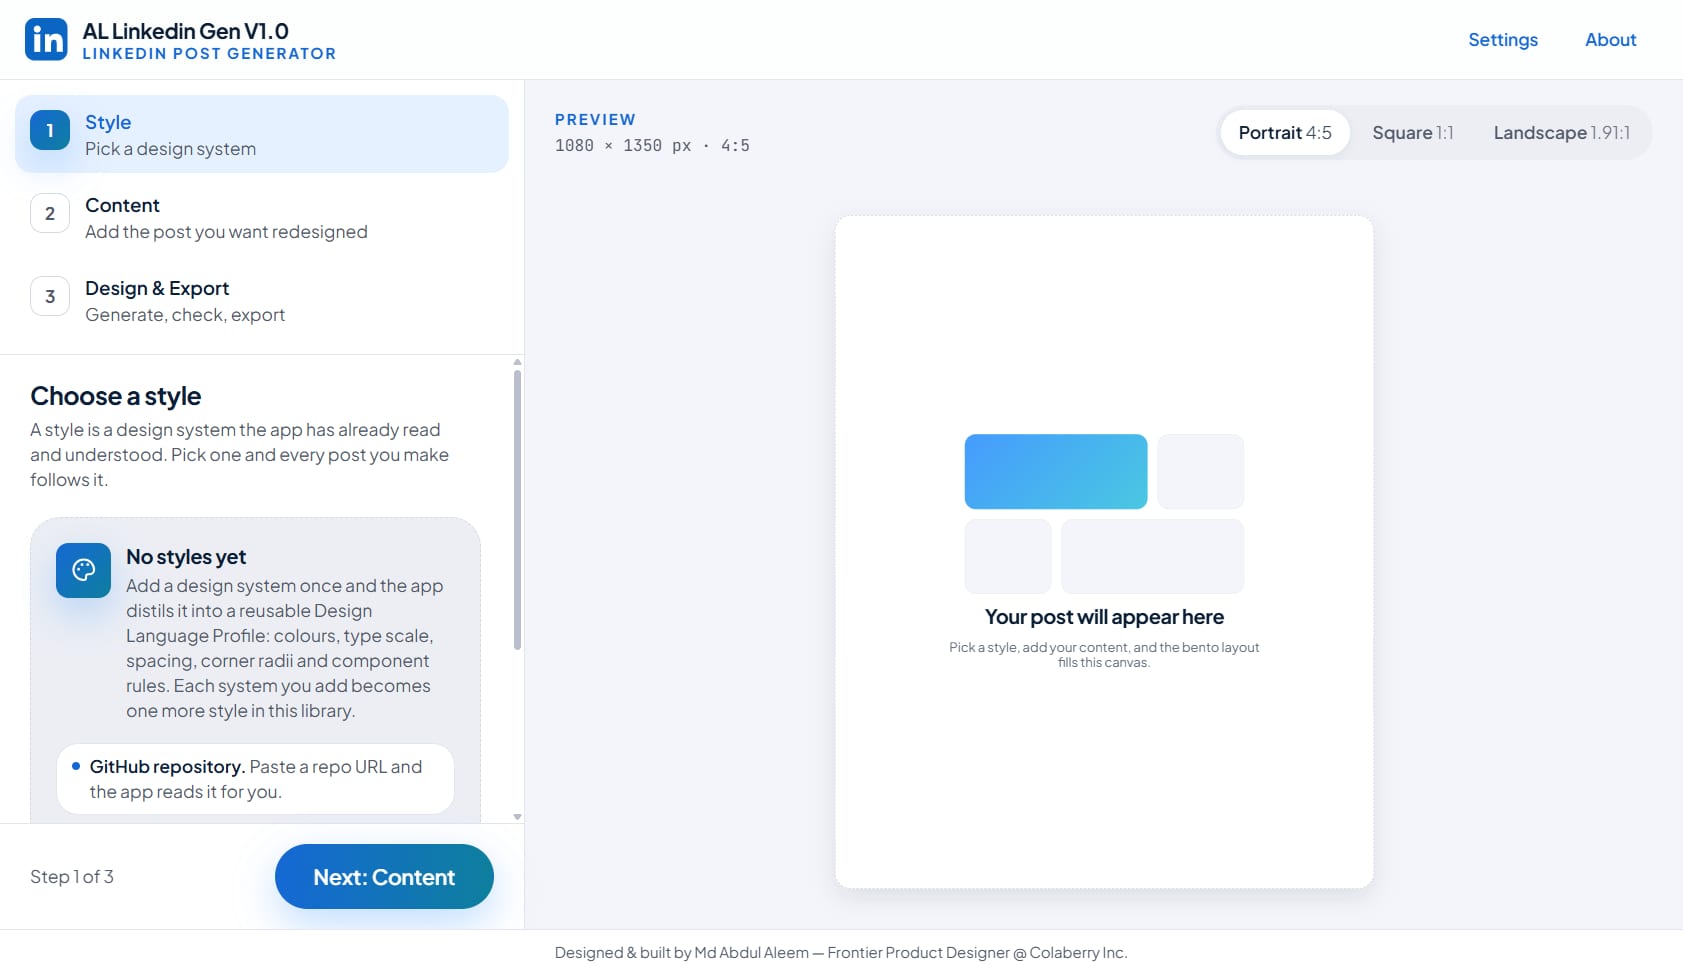 in
AL Linkedin Gen V1.0
LINKEDIN POST GENERATOR
Settings
About
1
Style
Pick a design system
2
Content
Add the post you want redesigned
3
Design & Export
Generate, check, export
Choose a style
A style is a design system the app has already read
and understood. Pick one and every post you make
follows it.
No styles yet
Add a design system once and the app
distils it into a reusable Design
Language Profile: colours, type scale,
spacing, corner radii and component
rules. Each system you add becomes
one more style in this library.
GitHub repository. Paste a repo URL and
the app reads it for you.
Step 1 of 3
Next: Content
PREVIEW
1080 × 1350 px · 4:5
Portrait 4:5
Square 1:1
Landscape 1.91:1
Your post will appear here
Pick a style, add your content, and the bento layout
fills this canvas.
Designed & built by Md Abdul Aleem — Frontier Product Designer @ Colaberry Inc.